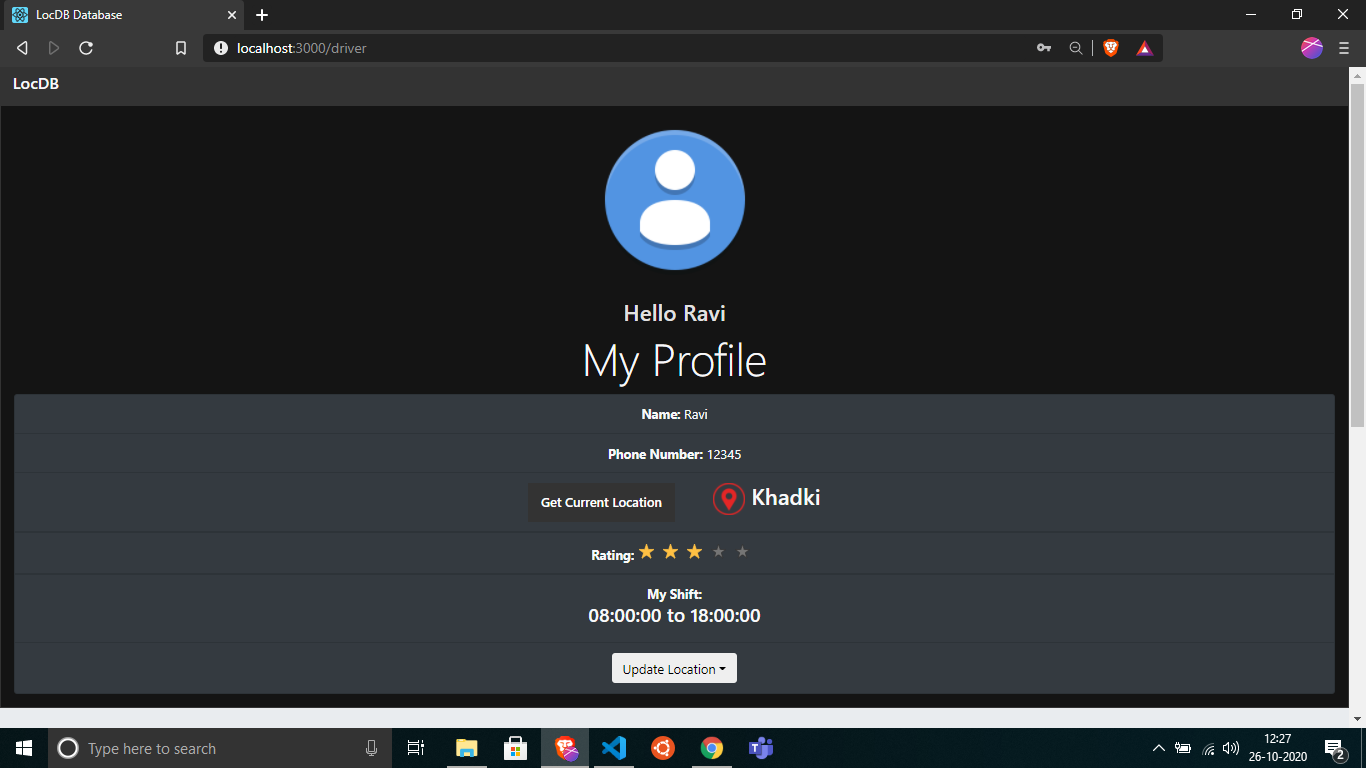 LocDB Database
localhost:3000/driver
LocDB
Hello Ravi
My Profile
Name: Ravi
Phone Number: 12345
Get Current Location
Khadki
Rating:
My Shift:
08:00:00 to 18:00:00
Update Location
Type here to search
12:27
26-10-2020
2